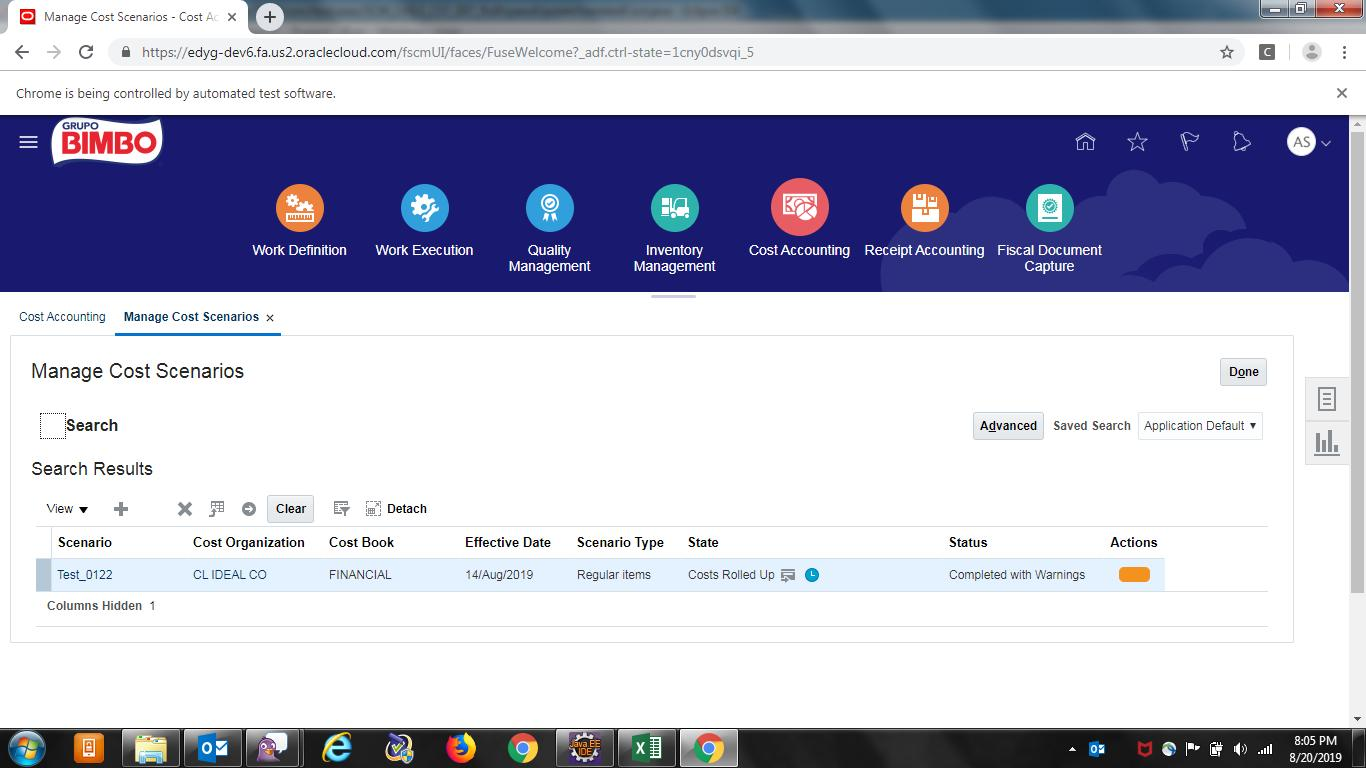 Manage Cost Scenarios - Cost Ac
https://edyg-dev6.fa.us2.oraclecloud.com/fscmUI/faces/FuseWelcome?_adf.ctrl-state=1cny0dsvqi_5
C
Chrome is being controlled by automated test software.
GRUPO
BIMBO
AS
Work Definition
Work Execution
Quality
Management
Inventory
Management
Cost Accounting
Receipt Accounting
Fiscal Document
Capture
Cost Accounting
Manage Cost Scenarios
Manage Cost Scenarios
Done
Search
Advanced
Saved Search
Application Default
Search Results
View
Clear
Detach
Scenario Cost Organization Cost Book Effective Date Scenario Type State Status Actions
Test_0122 CL IDEAL CO FINANCIAL 14/Aug/2019 Regular items Costs Rolled Up Completed with Warnings
Columns Hidden 1
Java EE
IDE
8:05 PM
8/20/2019